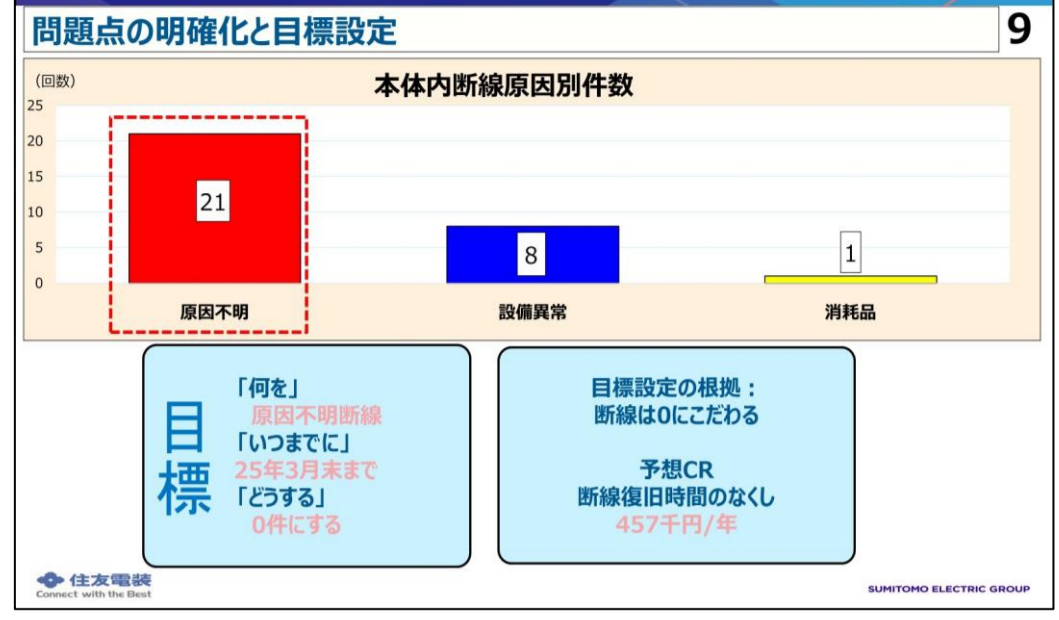 問題点の明確化と目標設定
9
(回数)
本体内断線原因別件数
25
20
15
10
5
0
21
8
1
原因不明
設備異常
消耗品
目標
「何を」
原因不明断線
「いつまでに」
25年3月末まで
「どうする」
0件にする
目標設定の根拠:
断線は0にこだわる
予想CR
断線復旧時間のなくし
457千円/年
住友電装
Connect with the Best
SUMITOMO ELECTRIC GROUP